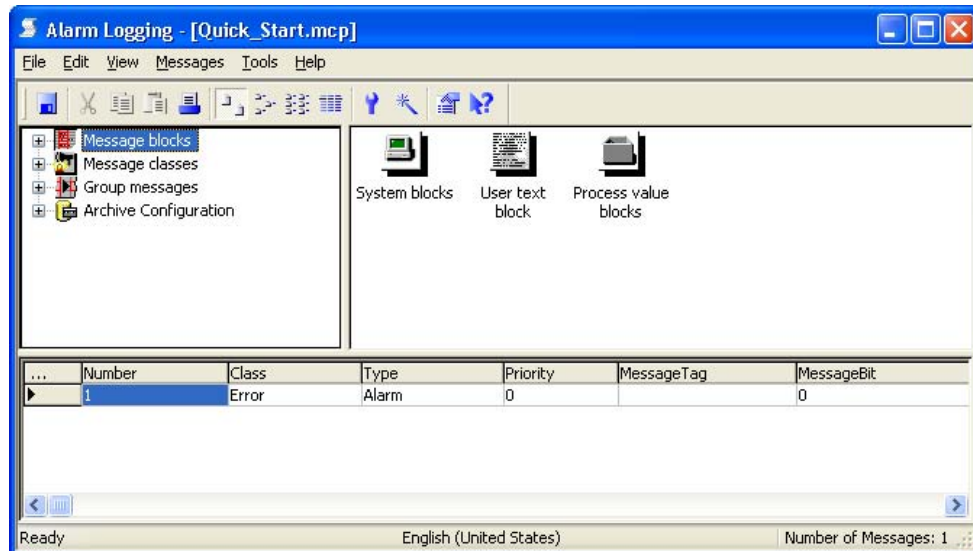 Alarm Logging - [Quick_Start.mcp]
File Edit View Messages Tools Help
Message blocks
Message classes
Group messages
Archive Configuration
System blocks
User text
block
Process value
blocks
... Number Class Type Priority MessageTag MessageBit
1 Error Alarm 0 0
Ready English (United States) Number of Messages: 1